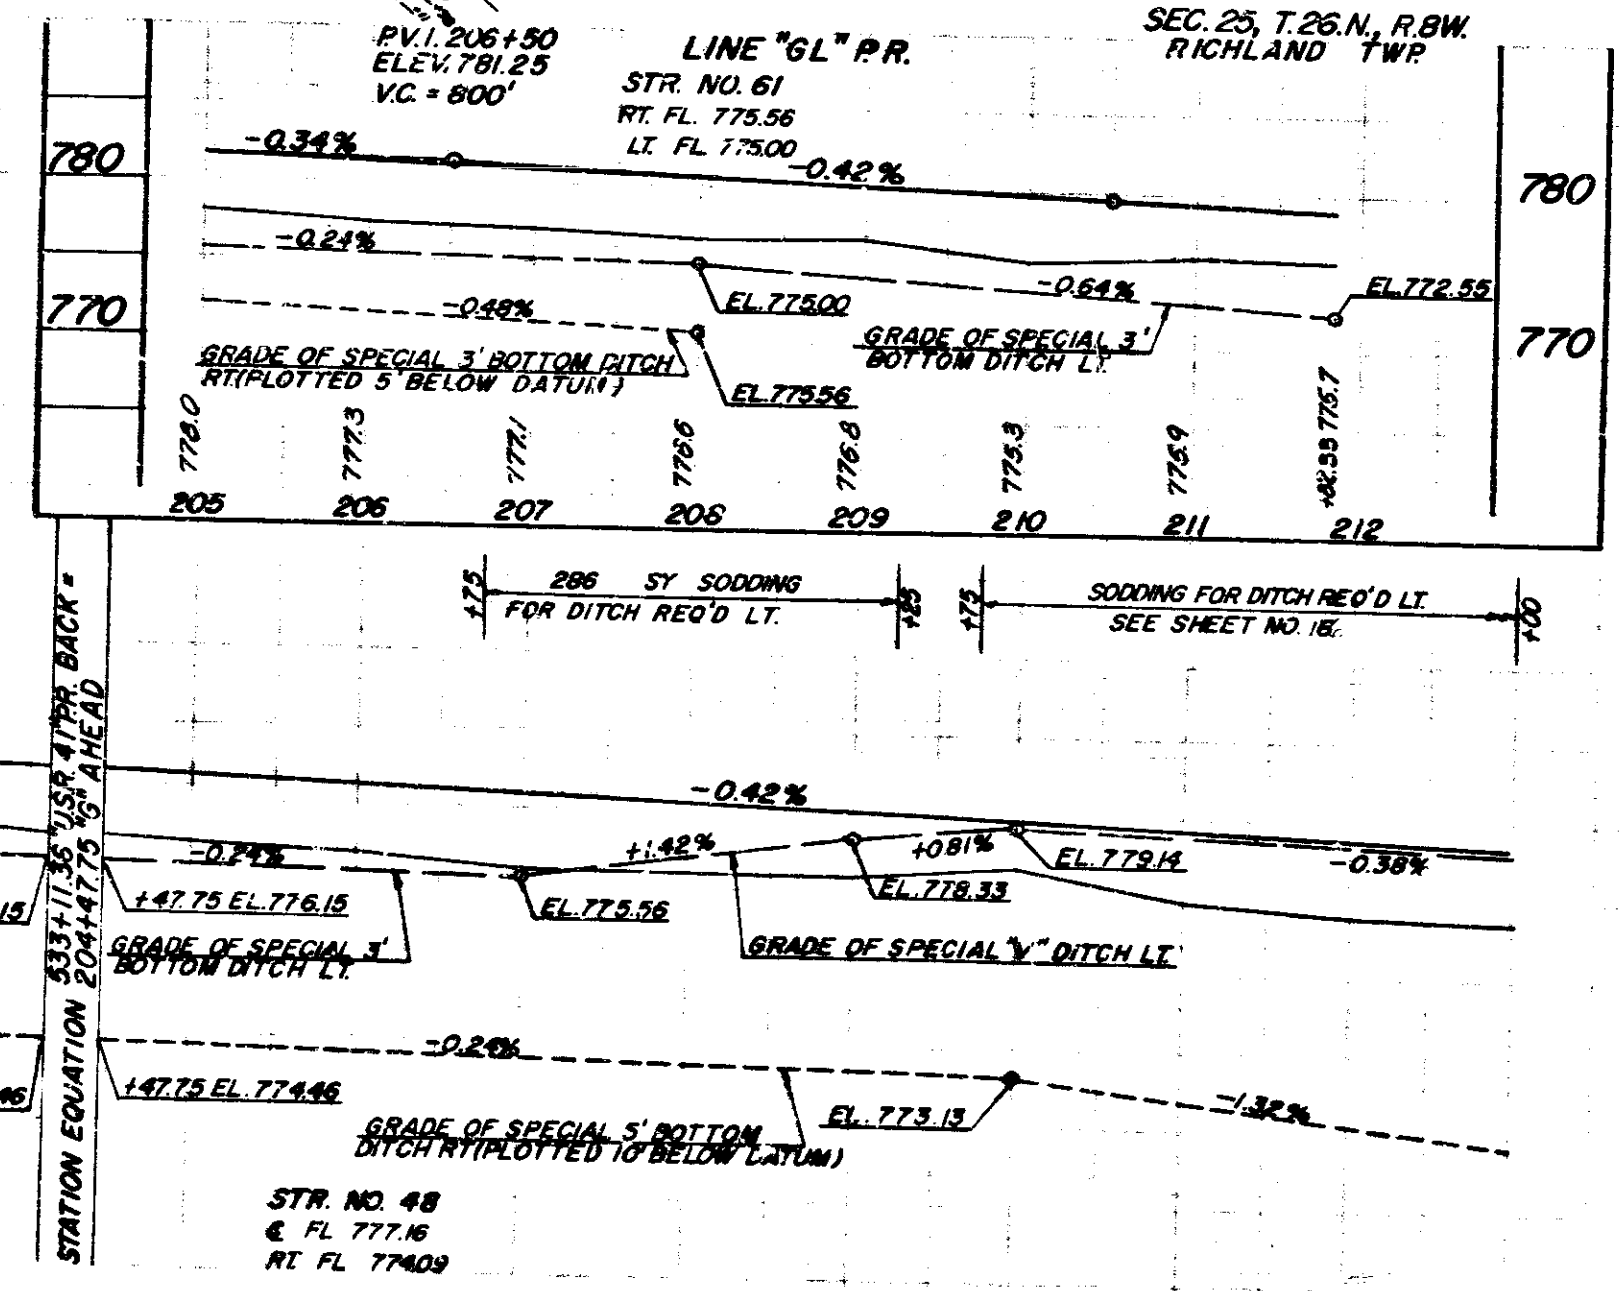 P.V.I. 206+50
ELEV. 781.25
V.C. = 800'
LINE "GL" P.R.
STR. NO. 61
RT. FL. 775.56
LT. FL 775.00
SEC. 25, T.26.N., R.8W.
RICHLAND TWP.
780
-0.34%
-0.42%
780
-0.24%
770
-0.48%
EL.775.00
-0.64%
EL.772.55
770
GRADE OF SPECIAL 3' BOTTOM DITCH
RT(PLOTTED 5' BELOW DATUM)
EL.775.56
GRADE OF SPECIAL 3'
BOTTOM DITCH LT.
778.0
777.3
777.1
776.6
776.8
775.3
775.9
775.7
205
206
207
208
209
210
211
212
+75
286 SY SODDING
FOR DITCH REQ'D LT.
+25
+75
SODDING FOR DITCH REQ'D LT.
SEE SHEET NO.
+00
STATION EQUATION 533+11.36 "U.S.R. 41" P.R. BACK =
204+47.75 "G" AHEAD
-0.42%
-0.24%
+1.42%
+0.81%
EL.779.14
-0.38%
15
+47.75 EL.776.15
EL.775.56
EL.778.33
GRADE OF SPECIAL 3'
BOTTOM DITCH LT.
GRADE OF SPECIAL "V" DITCH LT.
-0.24%
46
+47.75 EL.774.46
EL.773.13
-1.32%
GRADE OF SPECIAL 5' BOTTOM
DITCH RT(PLOTTED 10' BELOW DATUM)
STR. NO. 48
℄ FL 777.16
RT FL 774.09